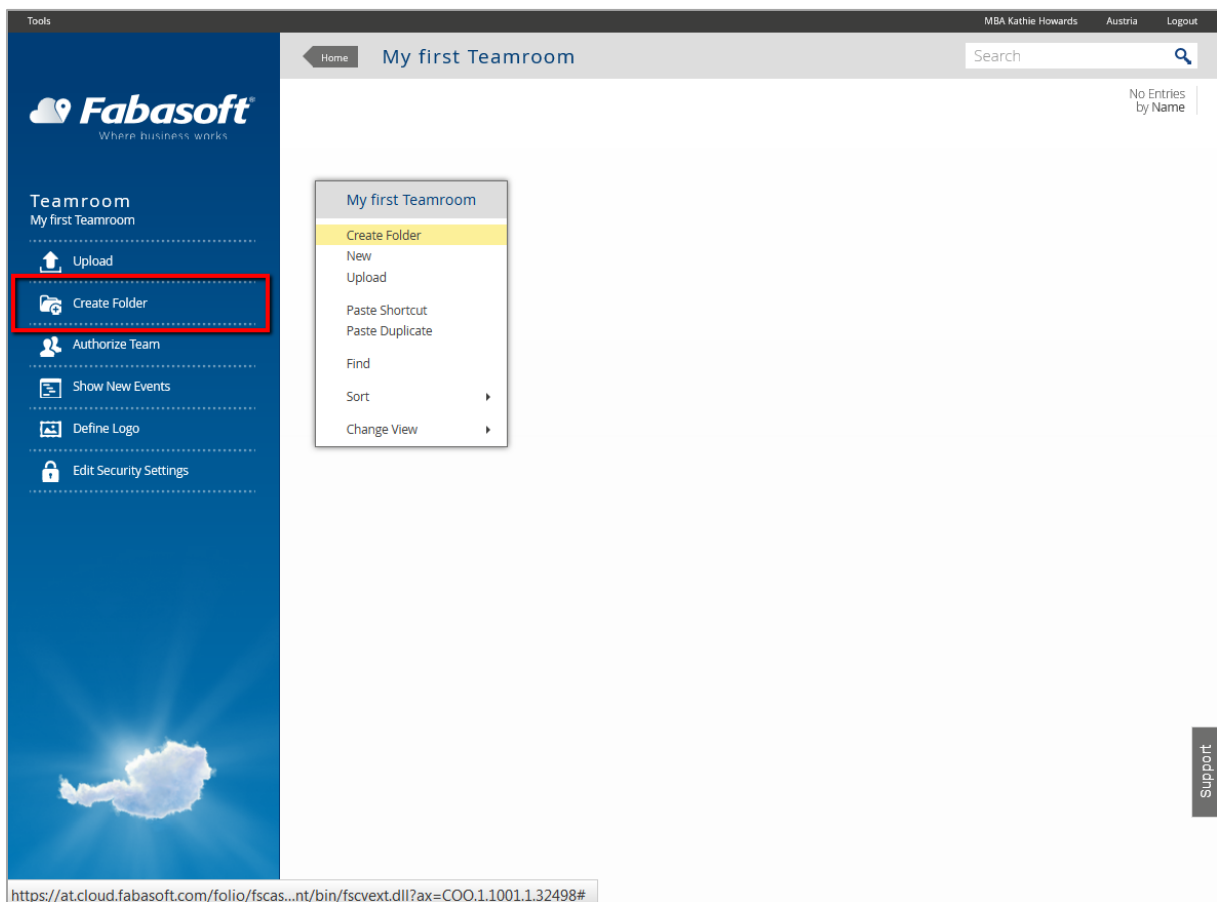 Tools
MBA Kathie Howards Austria Logout
Home My first Teamroom
Search
No Entries
by Name
Fabasoft®
Where business works
Teamroom
My first Teamroom
Upload
Create Folder
Authorize Team
Show New Events
Define Logo
Edit Security Settings
My first Teamroom
Create Folder
New
Upload
Paste Shortcut
Paste Duplicate
Find
Sort
Change View
Support
https://at.cloud.fabasoft.com/folio/fscas...nt/bin/fscvext.dll?ax=COO.1.1001.1.32498#